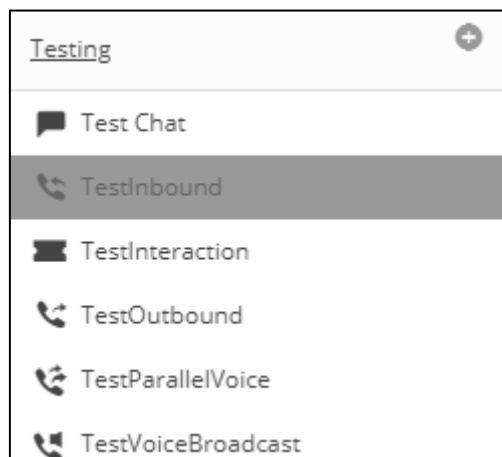 Testing
Test Chat
TestInbound
TestInteraction
TestOutbound
TestParallelVoice
TestVoiceBroadcast